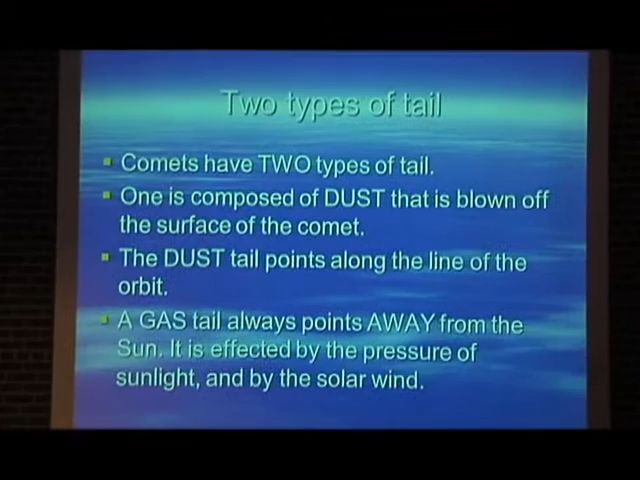 Two types of tail
Comets have TWO types of tail.
One is composed of DUST that is blown off
the surface of the comet.
The DUST tail points along the line of the
orbit.
A GAS tail always points AWAY from the
Sun. It is effected by the pressure of
sunlight, and by the solar wind.